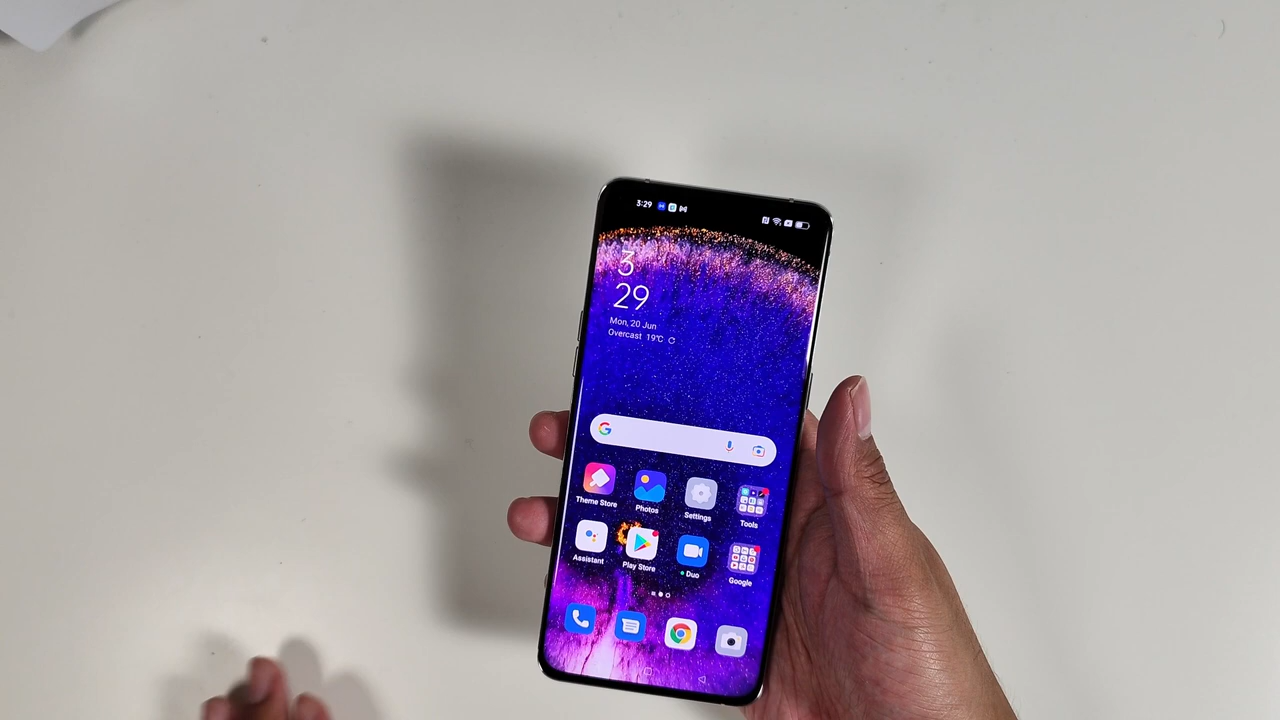 3:29
3
29
Mon, 20 Jun
Overcast 19°C
G
Theme Store
Photos
Settings
Tools
Assistant
Play Store
Duo
Google